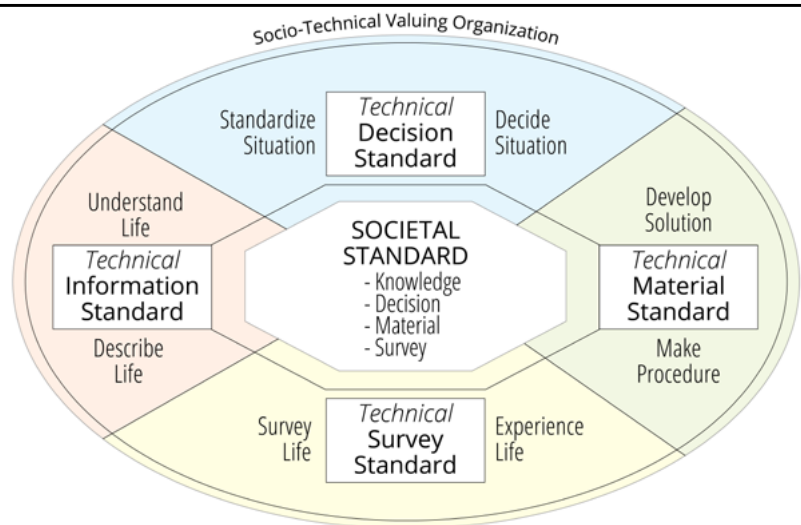 Socio-Technical Valuing Organization
Standardize
Situation
Technical
Decision
Standard
Decide
Situation
Understand
Life
Technical
Information
Standard
Describe
Life
SOCIETAL
STANDARD
- Knowledge
- Decision
- Material
- Survey
Develop
Solution
Technical
Material
Standard
Make
Procedure
Survey
Life
Technical
Survey
Standard
Experience
Life